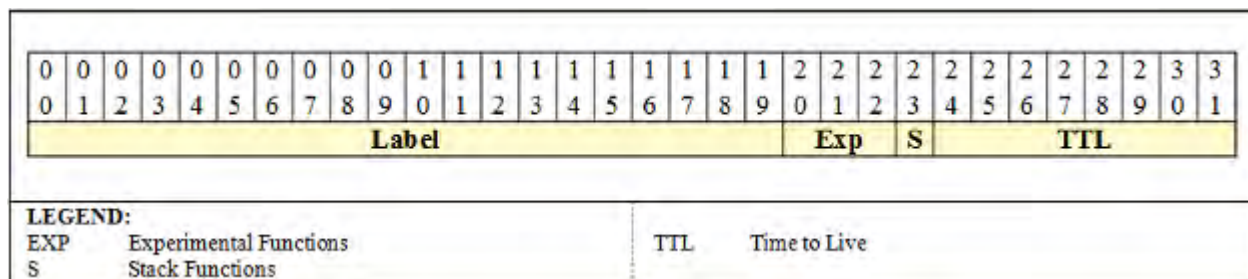 0 0 0 0 0 0 0 0 0 0 1 1 1 1 1 1 1 1 1 1 2 2 2 2 2 2 2 2 2 2 3 3
0 1 2 3 4 5 6 7 8 9 0 1 2 3 4 5 6 7 8 9 0 1 2 3 4 5 6 7 8 9 0 1
Label Exp S TTL
LEGEND:
EXP Experimental Functions TTL Time to Live
S Stack Functions